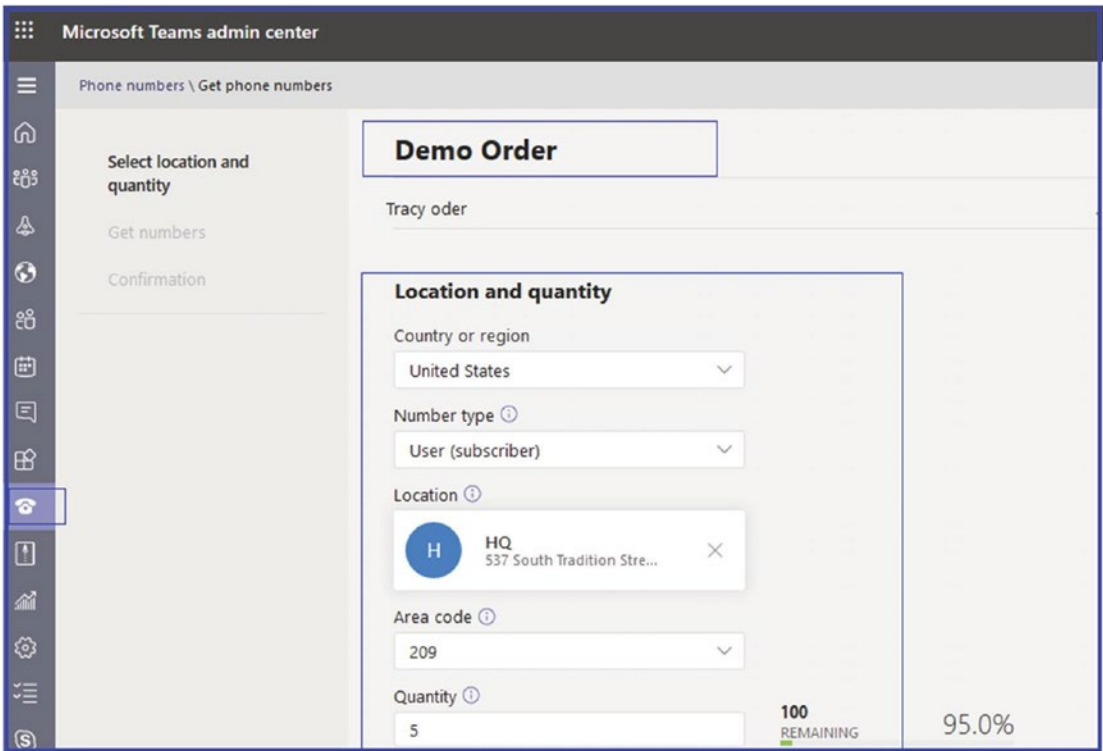 Microsoft Teams admin center
Phone numbers \ Get phone numbers
Select location and
quantity
Get numbers
Confirmation
Demo Order
Tracy oder
Location and quantity
Country or region
United States
Number type
User (subscriber)
Location
H
HQ
537 South Tradition Stre...
Area code
209
Quantity
5
100
REMAINING
95.0%